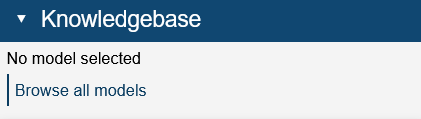 Knowledgebase
No model selected
Browse all models